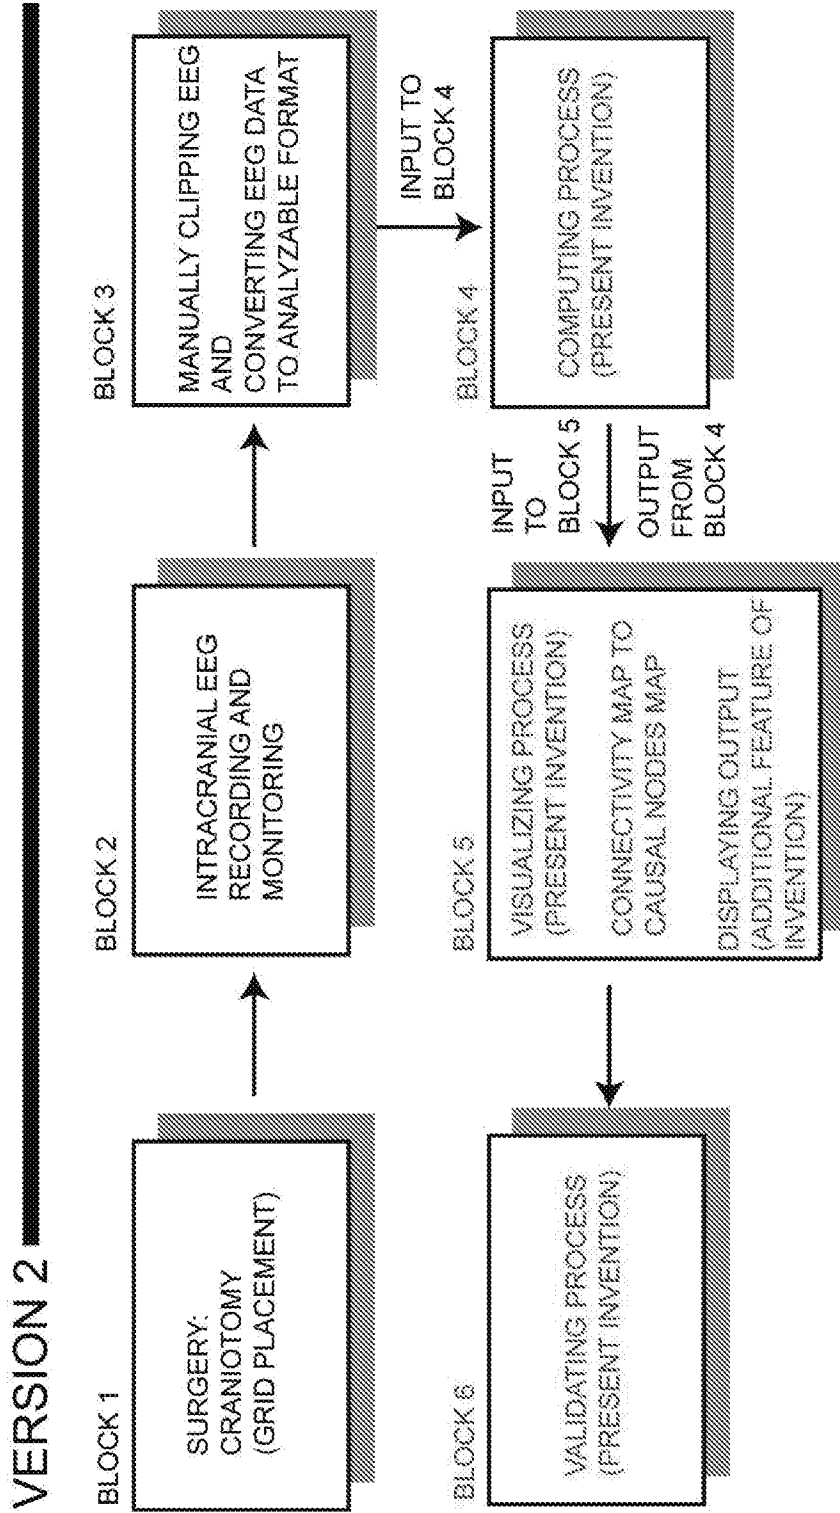 VERSION 2
BLOCK 1
SURGERY:
CRANIOTOMY
(GRID PLACEMENT)
BLOCK 2
INTRACRANIAL EEG
RECORDING AND
MONITORING
BLOCK 3
MANUALLY CLIPPING EEG
AND
CONVERTING EEG DATA
TO ANALYZABLE FORMAT
INPUT TO
BLOCK 4
BLOCK 4
COMPUTING PROCESS
(PRESENT INVENTION)
INPUT
TO
BLOCK 5
OUTPUT
FROM
BLOCK 4
BLOCK 5
VISUALIZING PROCESS
(PRESENT INVENTION)
CONNECTIVITY MAP TO
CAUSAL NODES MAP
DISPLAYING OUTPUT
(ADDITIONAL FEATURE OF
INVENTION)
BLOCK 6
VALIDATING PROCESS
(PRESENT INVENTION)